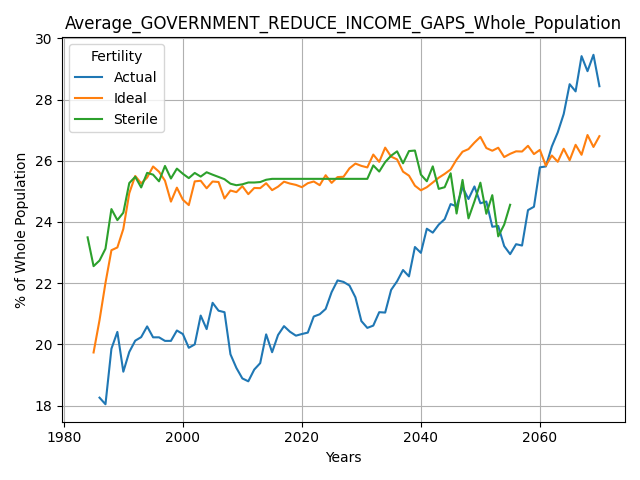 Average_GOVERNMENT_REDUCE_INCOME_GAPS_Whole_Population
Fertility
Actual
Ideal
Sterile
% of Whole Population
30
28
26
24
22
20
18
1980
2000
2020
2040
2060
Years